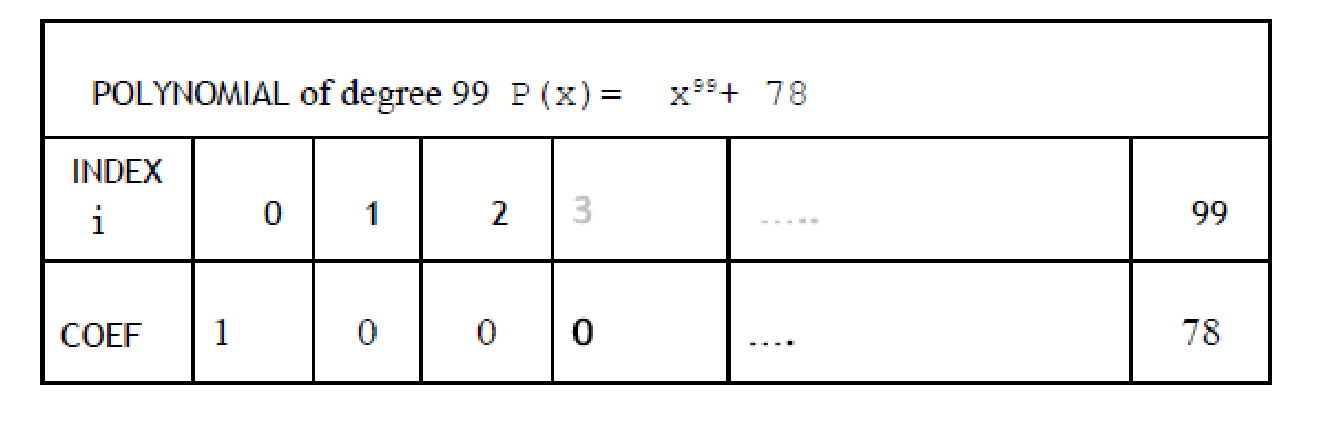 POLYNOMIAL of degree 99 P(x)= x⁹⁹+ 78
INDEX
i 0 1 2 3 ..... 99
COEF 1 0 0 0 .... 78